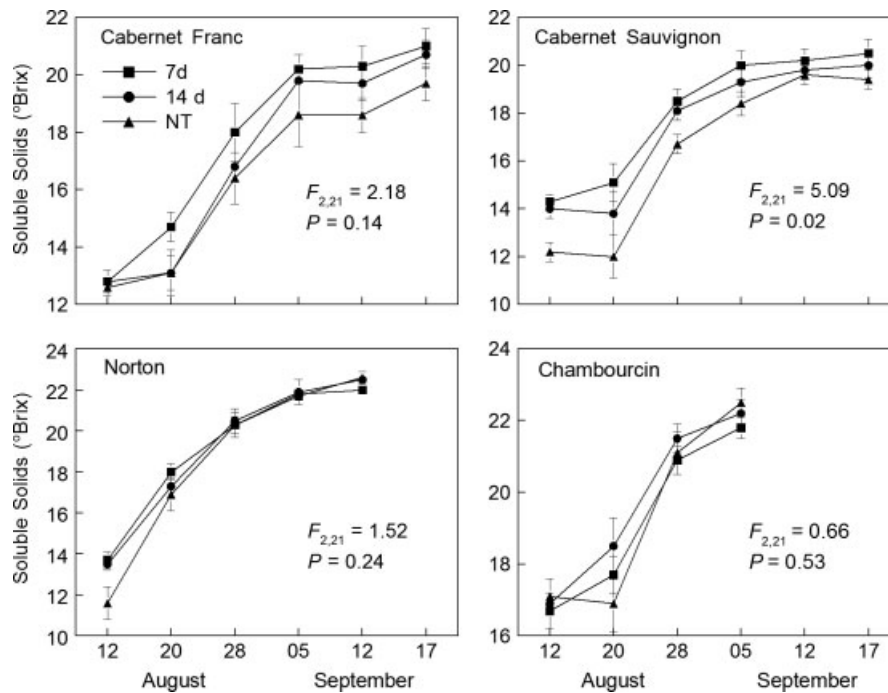 Cabernet Franc
7d
14 d
NT
F2,21 = 2.18
P = 0.14
Soluble Solids (ºBrix)
22
20
18
16
14
12
Cabernet Sauvignon
F2,21 = 5.09
P = 0.02
22
20
18
16
14
12
10
Norton
F2,21 = 1.52
P = 0.24
Soluble Solids (ºBrix)
24
22
20
18
16
14
12
10
12 20 28 05 12 17
August September
Chambourcin
F2,21 = 0.66
P = 0.53
24
22
20
18
16
12 20 28 05 12 17
August September